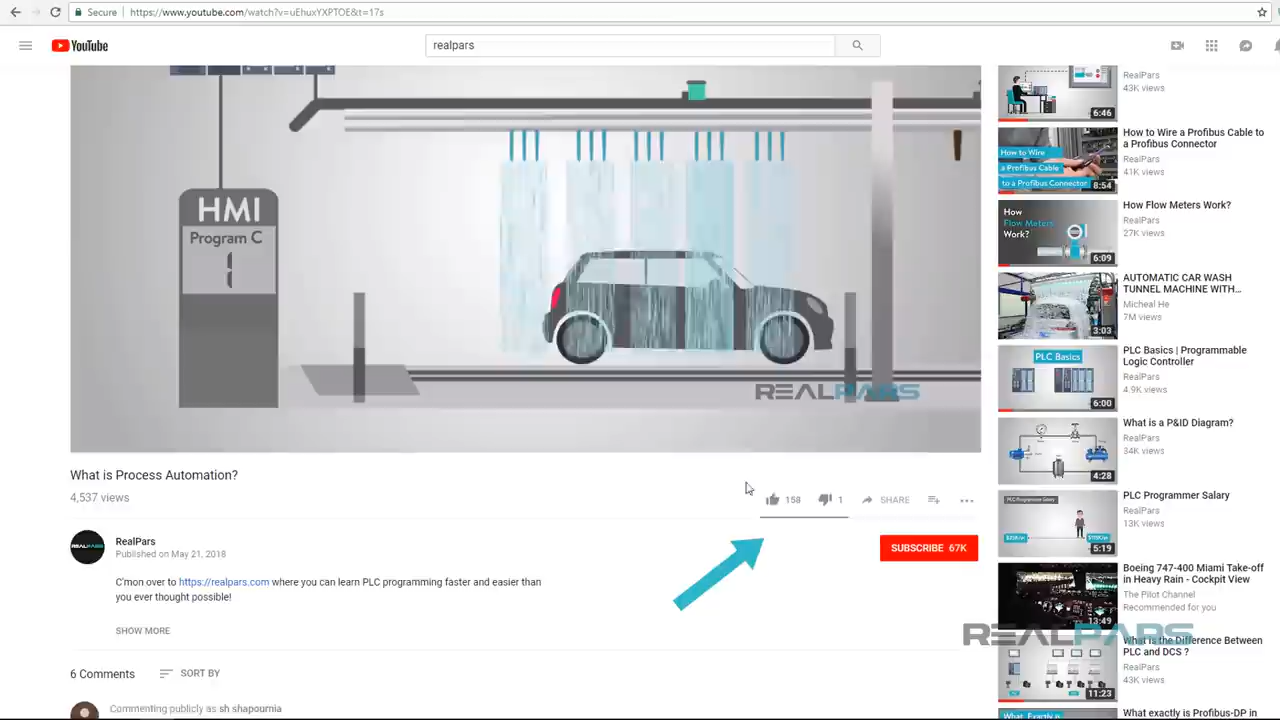 Secure
https://www.youtube.com/watch?v=uEhuxYXPTOE&t=17s
YouTube
realpars
HMI
Program C
1
REALPARS
What is Process Automation?
4,537 views
158
1
SHARE
REALPARS
RealPars
Published on May 21, 2018
SUBSCRIBE 67K
C'mon over to https://realpars.com where you can learn PLC programming faster and easier than
you ever thought possible!
SHOW MORE
6 Comments
SORT BY
Commenting publicly as sh shapournia
RealPars
43K views
6:46
How to Wire
a Profibus Cable
to a Profibus Connector
8:54
How to Wire a Profibus Cable to
a Profibus Connector
RealPars
41K views
How
Flow Meters
Work?
6:09
How Flow Meters Work?
RealPars
27K views
3:03
AUTOMATIC CAR WASH
TUNNEL MACHINE WITH...
Micheal He
7M views
PLC Basics
6:00
PLC Basics | Programmable
Logic Controller
RealPars
4.9K views
4:28
What is a P&ID Diagram?
RealPars
34K views
PLC Programmer Salary
5:19
PLC Programmer Salary
RealPars
13K views
13:49
Boeing 747-400 Miami Take-off
in Heavy Rain - Cockpit View
The Pilot Channel
Recommended for you
REALPARS
11:23
What is the Difference Between
PLC and DCS ?
RealPars
43K views
What Exactly is
What exactly is Profibus-DP in